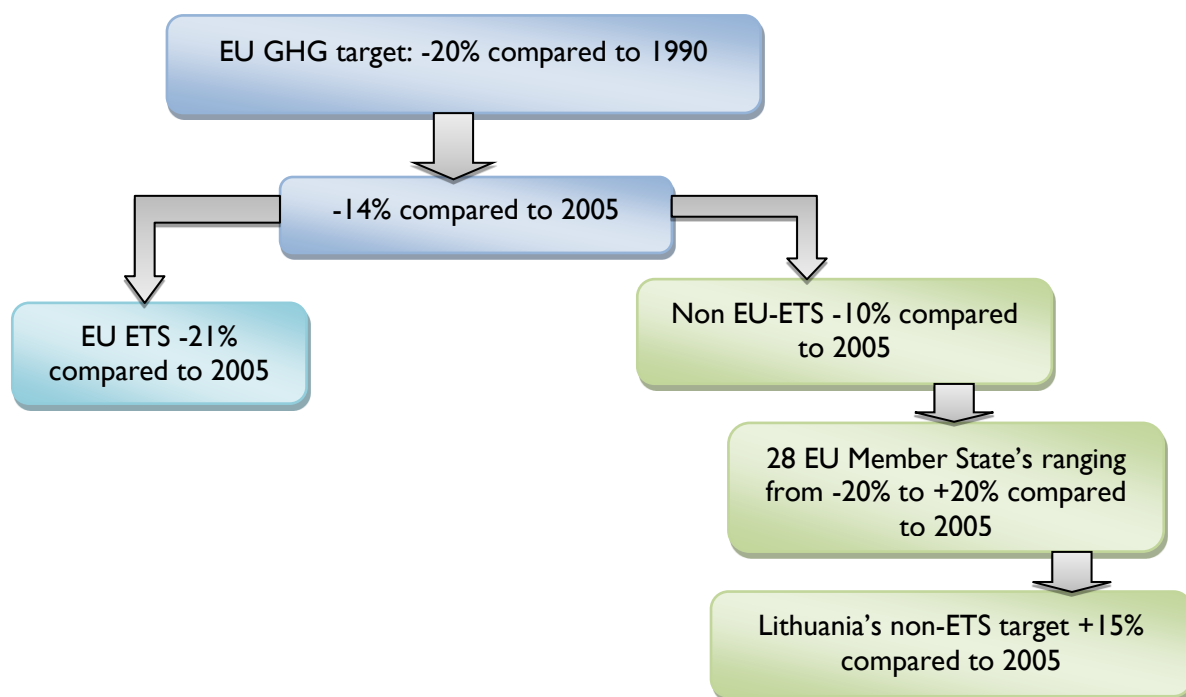 EU GHG target: -20% compared to 1990
-14% compared to 2005
EU ETS -21%
compared to 2005
Non EU-ETS -10% compared
to 2005
28 EU Member State’s ranging
from -20% to +20% compared
to 2005
Lithuania’s non-ETS target +15%
compared to 2005